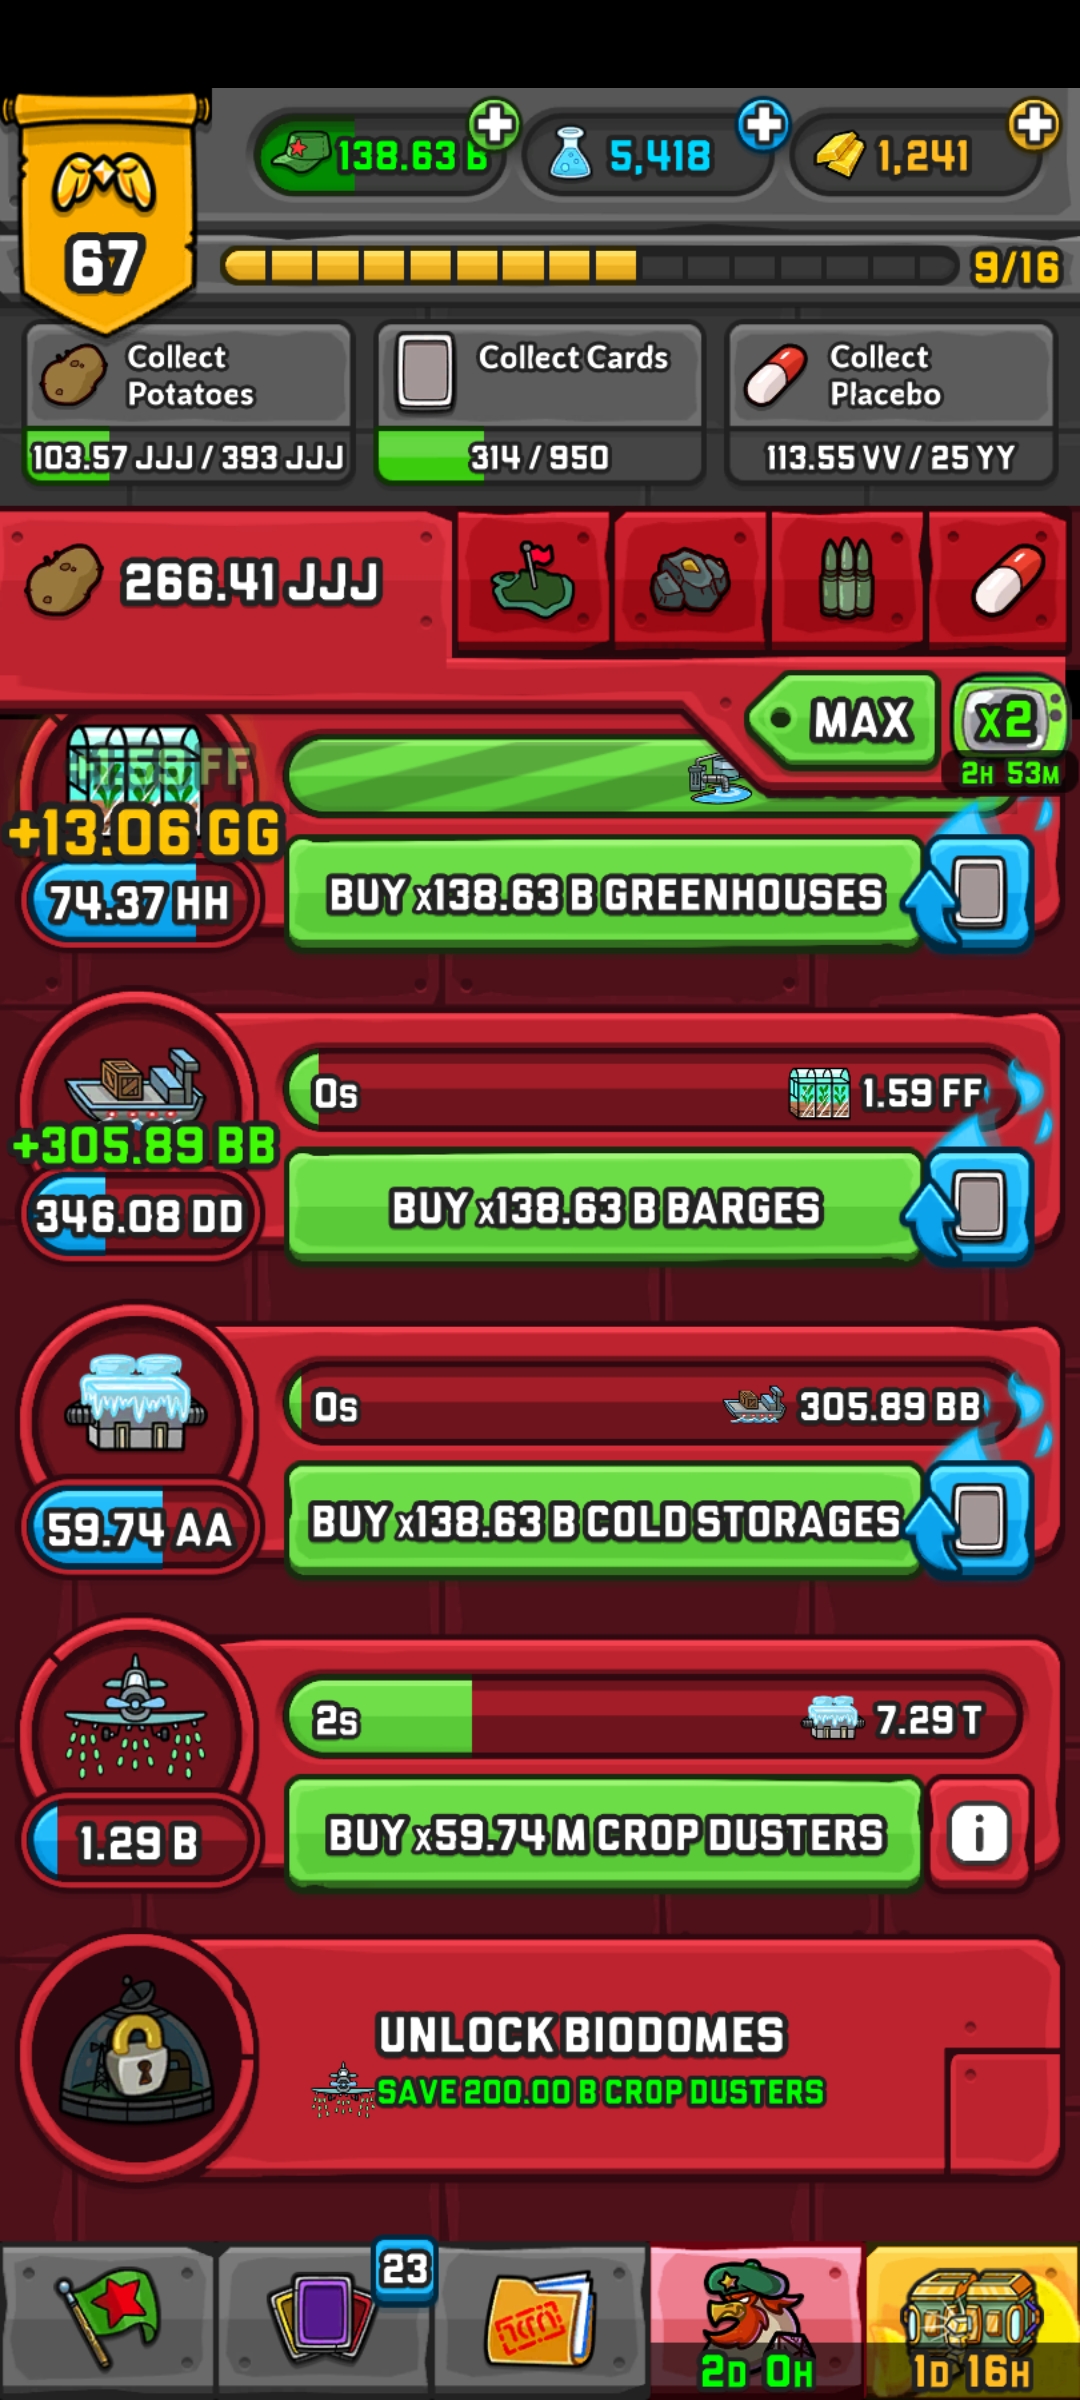 138.63 B
5,418
1,241
67
9/16
Collect
Potatoes
103.57 JJJ / 393 JJJ
Collect Cards
314 / 950
Collect
Placebo
113.55 VV / 25 YY
266.41 JJJ
MAX
x2
2H 53M
+1.59 FF
+13.06 GG
74.37 HH
BUY x138.63 B GREENHOUSES
0s
1.59 FF
+305.89 BB
346.08 DD
BUY x138.63 B BARGES
0s
305.89 BB
59.74 AA
BUY x138.63 B COLD STORAGES
2s
7.29 T
1.29 B
BUY x59.74 M CROP DUSTERS
i
UNLOCK BIODOMES
SAVE 200.00 B CROP DUSTERS
23
2D 0H
1D 16H